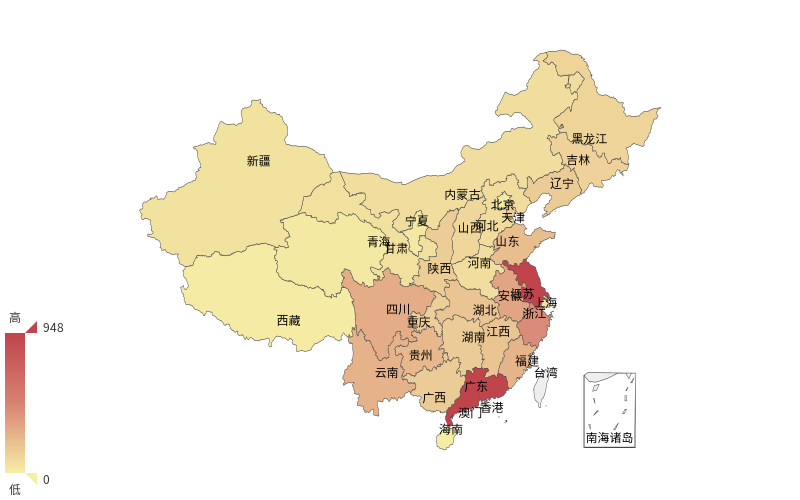 黑龙江
吉林
新疆
辽宁
内蒙古
北京
天津
宁夏
山西
河北
青海
甘肃
山东
陕西
河南
安徽
江苏
上海
四川
湖北
浙江
西藏
重庆
湖南
江西
贵州
福建
云南
台湾
广东
广西
香港
澳门
海南
南海诸岛
高
948
0
低